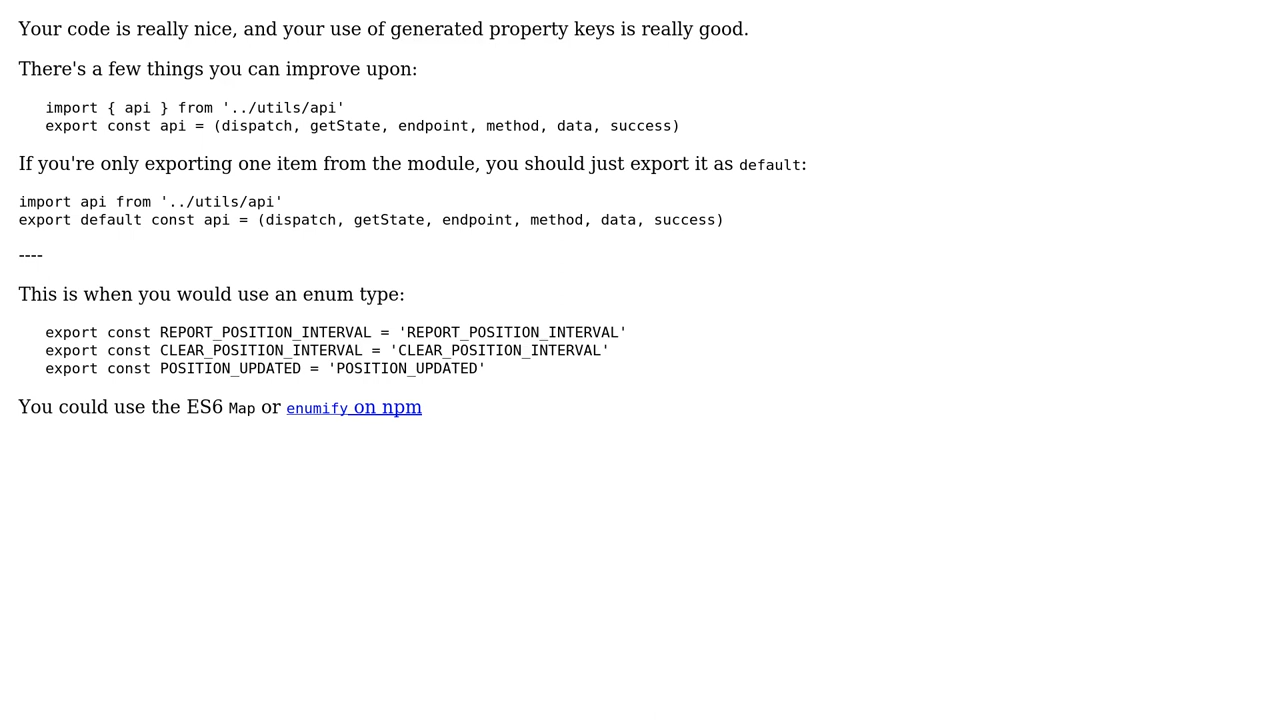 Your code is really nice, and your use of generated property keys is really good.
There's a few things you can improve upon:
import { api } from '../utils/api'
export const api = (dispatch, getState, endpoint, method, data, success)
If you're only exporting one item from the module, you should just export it as default:
import api from '../utils/api'
export default const api = (dispatch, getState, endpoint, method, data, success)
----
This is when you would use an enum type:
export const REPORT_POSITION_INTERVAL = 'REPORT_POSITION_INTERVAL'
export const CLEAR_POSITION_INTERVAL = 'CLEAR_POSITION_INTERVAL'
export const POSITION_UPDATED = 'POSITION_UPDATED'
You could use the ES6 Map or enumify on npm